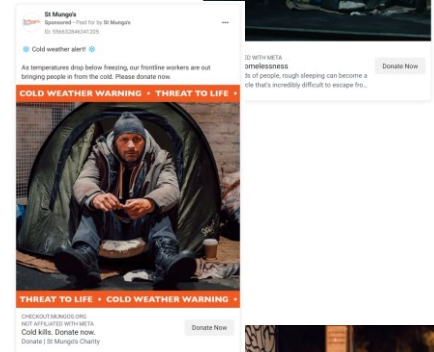 St Mungo's
Sponsored • Paid for by St Mungo's
❄ Cold weather alert! ❄
As temperatures drop below freezing, our frontline workers are out
bringing people in from the cold. Please donate now.
COLD WEATHER WARNING • THREAT TO LIFE •
THREAT TO LIFE • COLD WEATHER WARNING •
CHECKOUT.MUNGOS.ORG
NOT AFFILIATED WITH META
Cold kills. Donate now.
Donate | St Mungo's Charity
Donate Now
ED WITH META
omelessness
ds of people, rough sleeping can become a
cle that's incredibly difficult to escape fro...
Donate Now